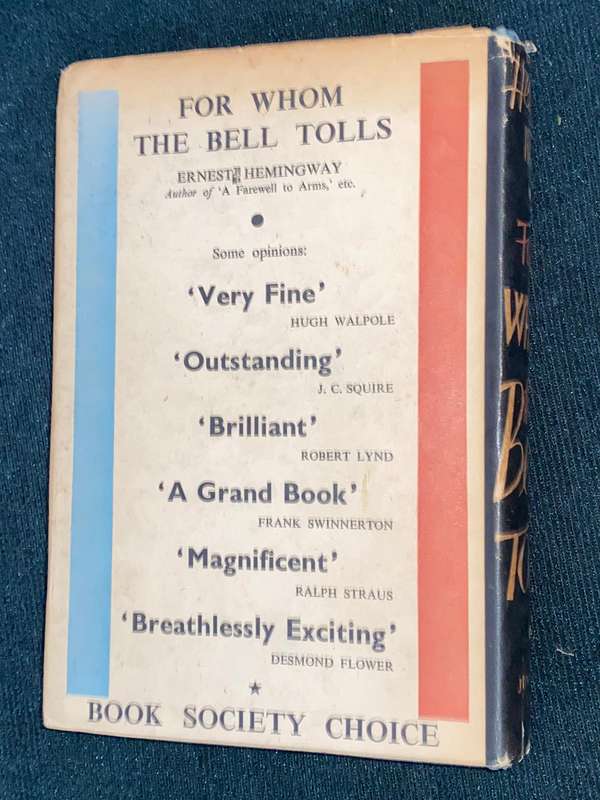 FOR WHOM
THE BELL TOLLS
ERNEST HEMINGWAY
Author of 'A Farewell to Arms,' etc.
Some opinions:
'Very Fine'
HUGH WALPOLE
'Outstanding'
J. C. SQUIRE
'Brilliant'
ROBERT LYND
'A Grand Book'
FRANK SWINNERTON
'Magnificent'
RALPH STRAUS
'Breathlessly Exciting'
DESMOND FLOWER
BOOK SOCIETY CHOICE